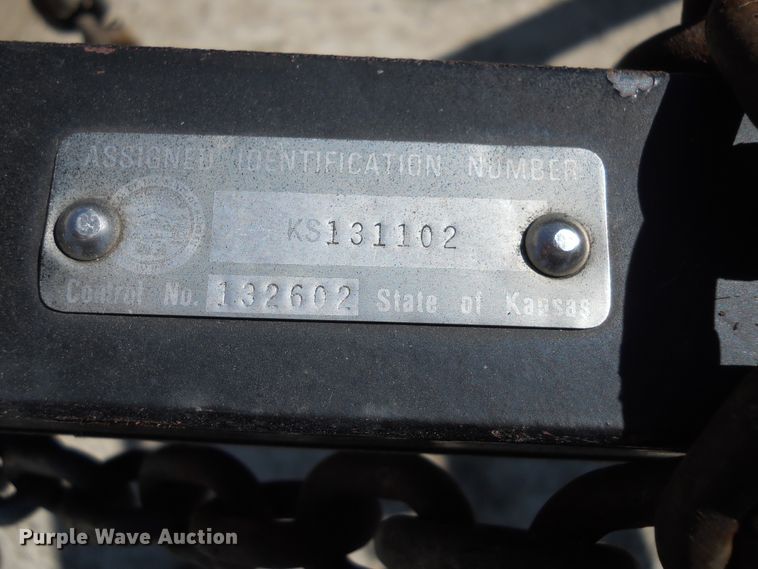 ASSIGNED IDENTIFICATION NUMBER
KS131102
Control No. 132602 State of Kansas
Purple Wave Auction